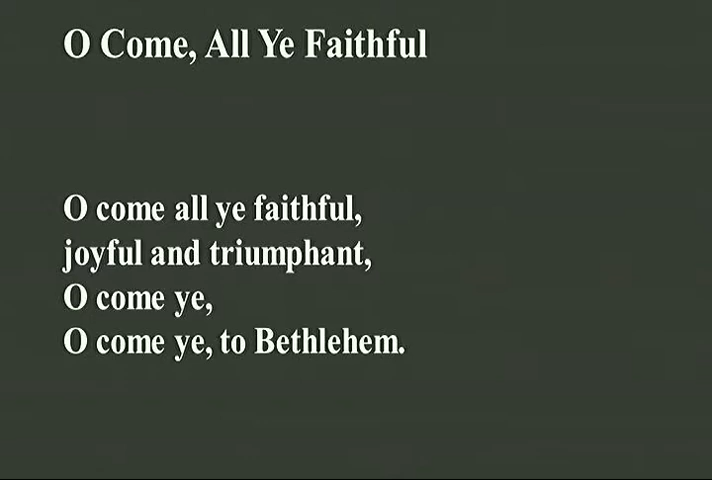 O Come, All Ye Faithful
O come all ye faithful,
joyful and triumphant,
O come ye,
O come ye, to Bethlehem.